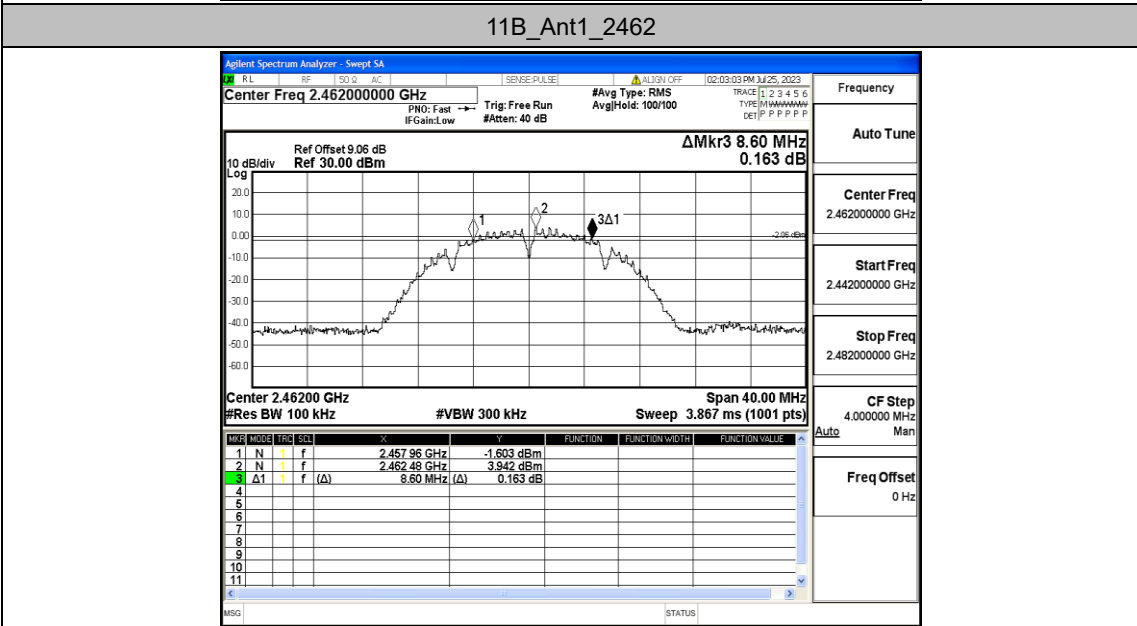 11B_Ant1_2462
Agilent Spectrum Analyzer - Swept SA
RL RF 50 Ω AC SENSE:PULSE ALIGN OFF 02:03:03 PM Jul 25, 2023
Center Freq 2.462000000 GHz
PNO: Fast
IFGain:Low
Trig: Free Run
#Atten: 40 dB
#Avg Type: RMS
Avg|Hold: 100/100
TRACE 1 2 3 4 5 6
TYPE M WWWWW
DET P P P P P P
Frequency
Auto Tune
Center Freq
2.462000000 GHz
Start Freq
2.442000000 GHz
Stop Freq
2.482000000 GHz
CF Step
4.000000 MHz
Auto Man
Freq Offset
0 Hz
ΔMkr3 8.60 MHz
0.163 dB
Ref Offset 9.06 dB
10 dB/div Ref 30.00 dBm
Log
20.0
10.0
0.00
-10.0
-20.0
-30.0
-40.0
-50.0
-60.0
1
2
3Δ1
-2.06 dBm
Center 2.46200 GHz Span 40.00 MHz
#Res BW 100 kHz #VBW 300 kHz Sweep 3.867 ms (1001 pts)
MKR MODE TRC SCL X Y FUNCTION FUNCTION WIDTH FUNCTION VALUE
1 N 1 f 2.457 96 GHz -1.603 dBm
2 N 1 f 2.462 48 GHz 3.942 dBm
3 Δ1 1 f (Δ) 8.60 MHz (Δ) 0.163 dB
4
5
6
7
8
9
10
11
MSG STATUS